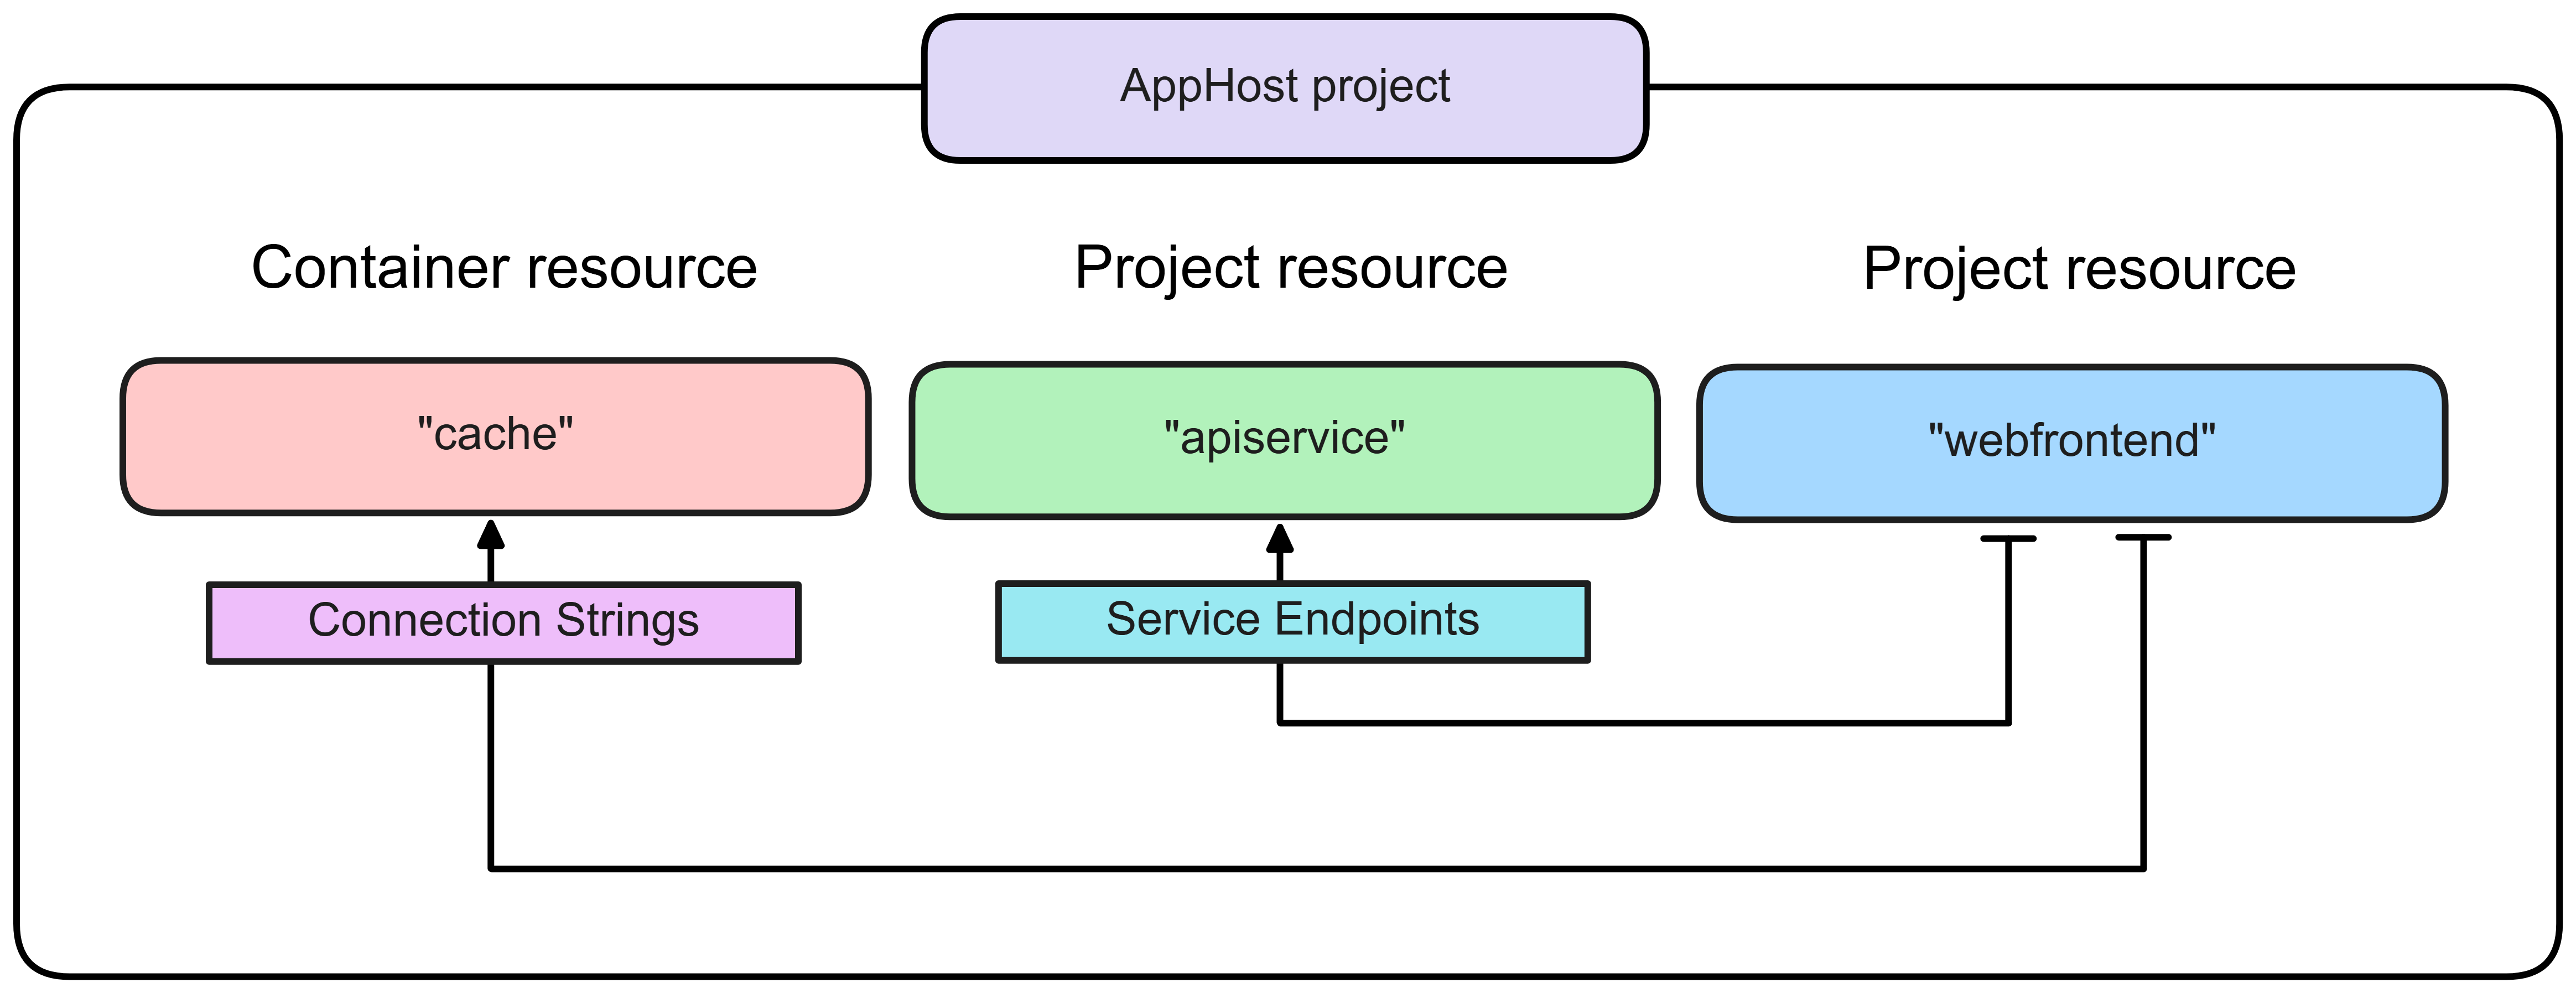 AppHost project
Container resource
Project resource
Project resource
"cache"
"apiservice"
"webfrontend"
Connection Strings
Service Endpoints